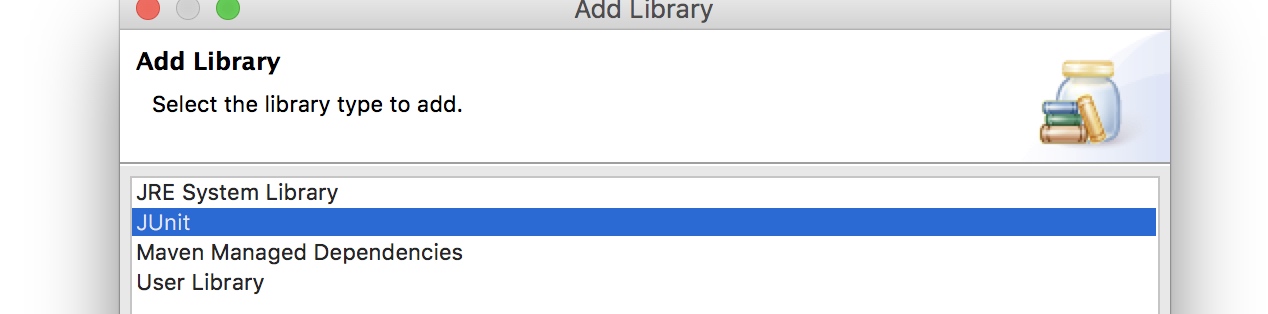 Add Library
Add Library
Select the library type to add.
JRE System Library
JUnit
Maven Managed Dependencies
User Library